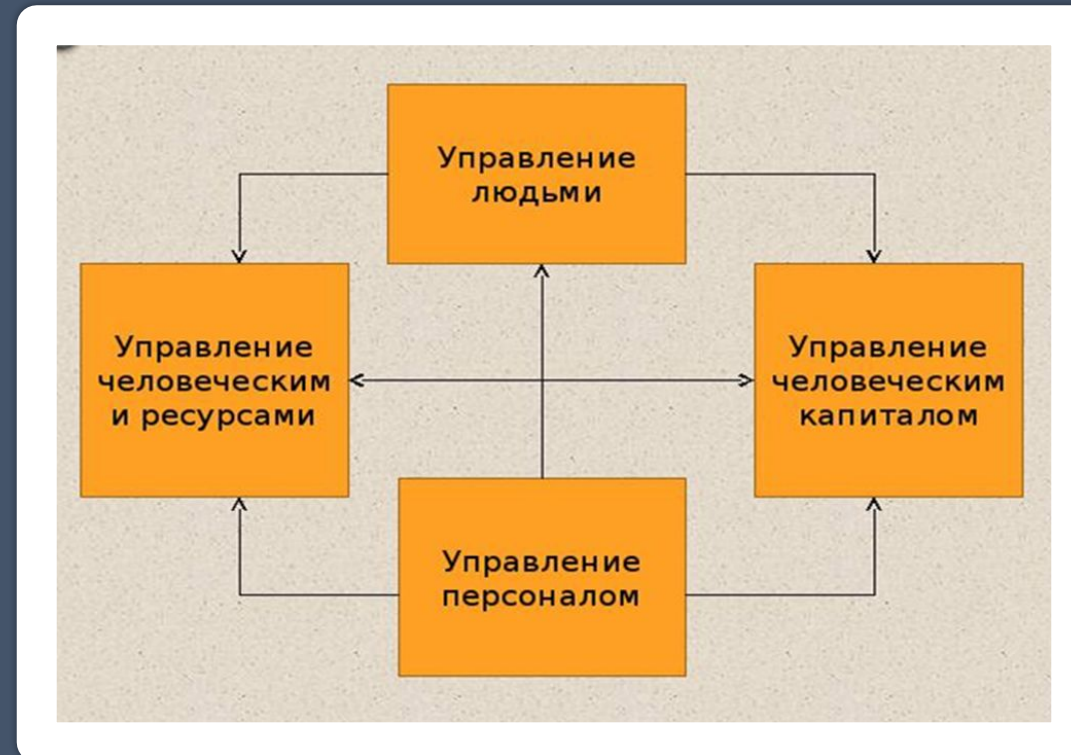 Управление
людьми
Управление
человеческим
и ресурсами
Управление
человеческим
капиталом
Управление
персоналом